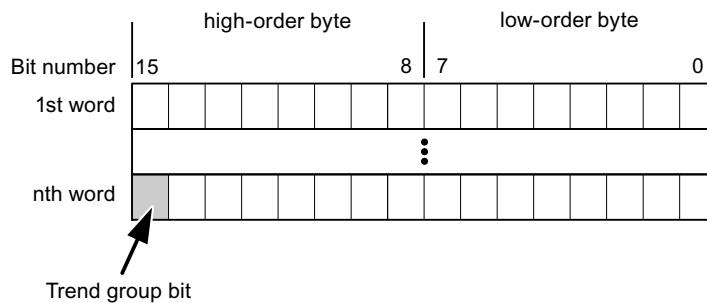 high-order byte low-order byte
Bit number 15 8 7 0
1st word
nth word
Trend group bit